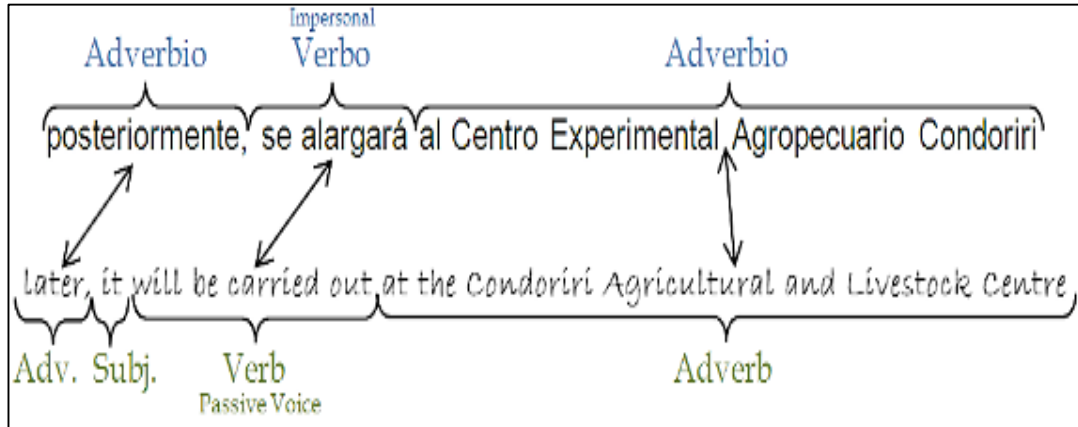 Impersonal
Adverbio Verbo Adverbio
posteriormente, se alargará al Centro Experimental Agropecuario Condoriri
later, it will be carried out at the Condoriri Agricultural and Livestock Centre
Adv. Subj. Verb Adverb
Passive Voice